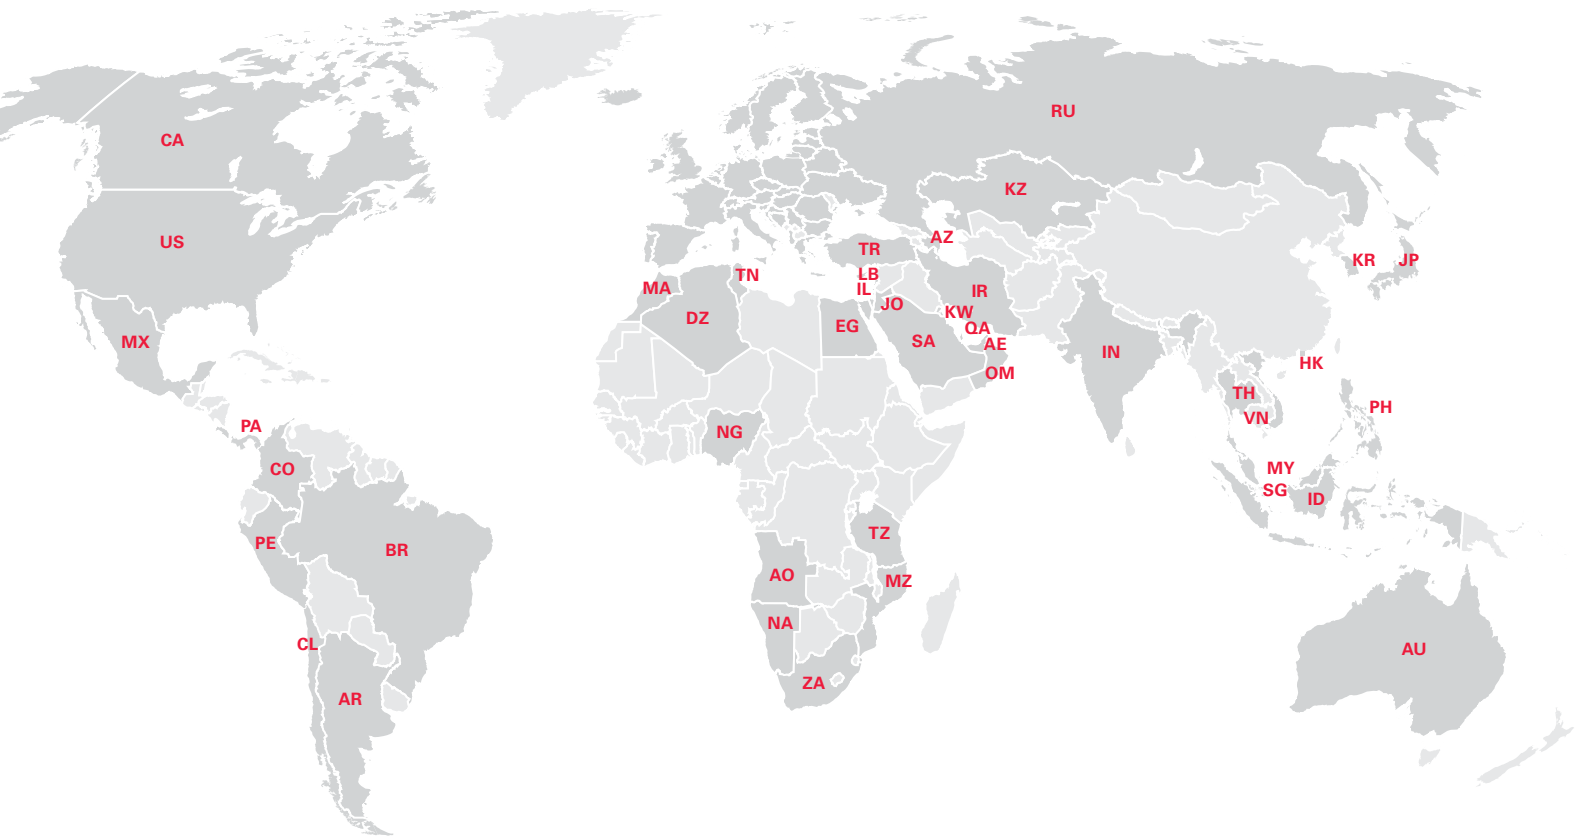 RU
CA
KZ
US
AZ
TR
KR
JP
TN
LB
MA
IL
IR
JO
KW
DZ
EG
QA
SA
AE
MX
IN
HK
OM
TH
PH
VN
PA
NG
CO
MY
SG
ID
TZ
PE
BR
AO
MZ
NA
CL
AU
ZA
AR